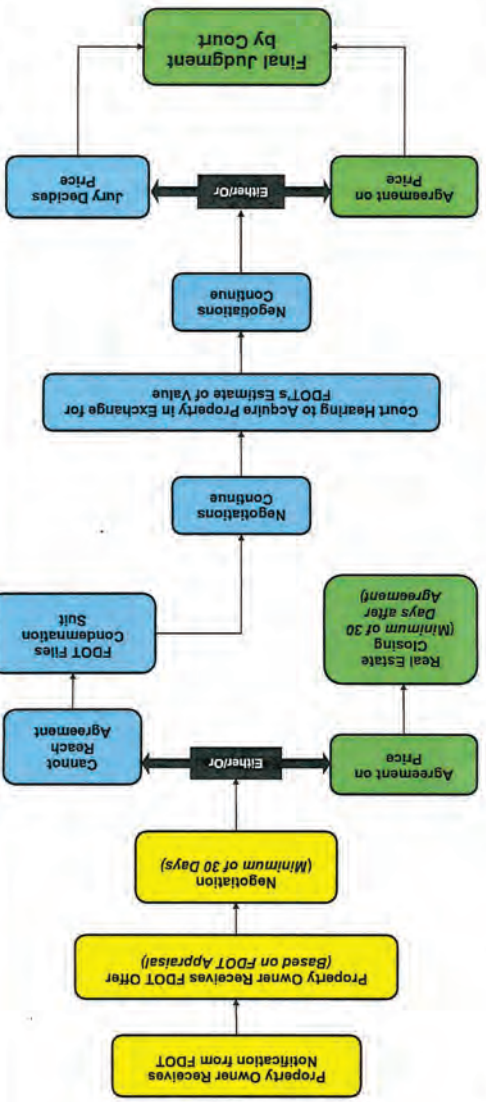 Property Owner Receives
Notification from FDOT
Property Owner Receives FDOT Offer
(Based on FDOT Appraisal)
Negotiation
(Minimum of 30 Days)
Either/Or
Agreement on
Price
Real Estate
Closing
(Minimum of 30
Days after
Agreement)
Cannot
Reach
Agreement
FDOT Files
Condemnation
Suit
Negotiations
Continue
Court Hearing to Acquire Property in Exchange for
FDOT's Estimate of Value
Negotiations
Continue
Either/Or
Agreement on
Price
Jury Decides
Price
Final Judgment
by Court